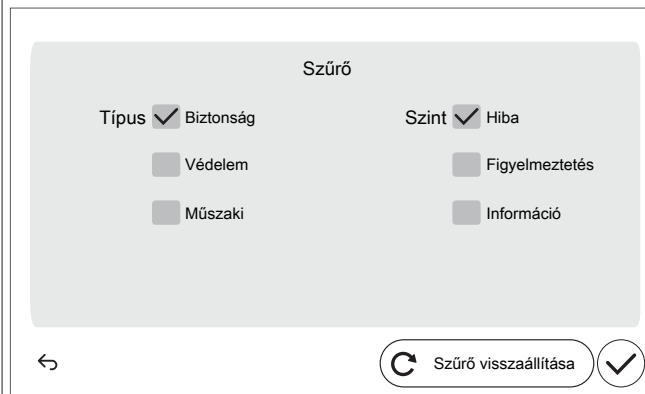 Szűrő
Típus Biztonság Szint Hiba
Védelem Figyelmeztetés
Műszaki Információ
Szűrő visszaállítása